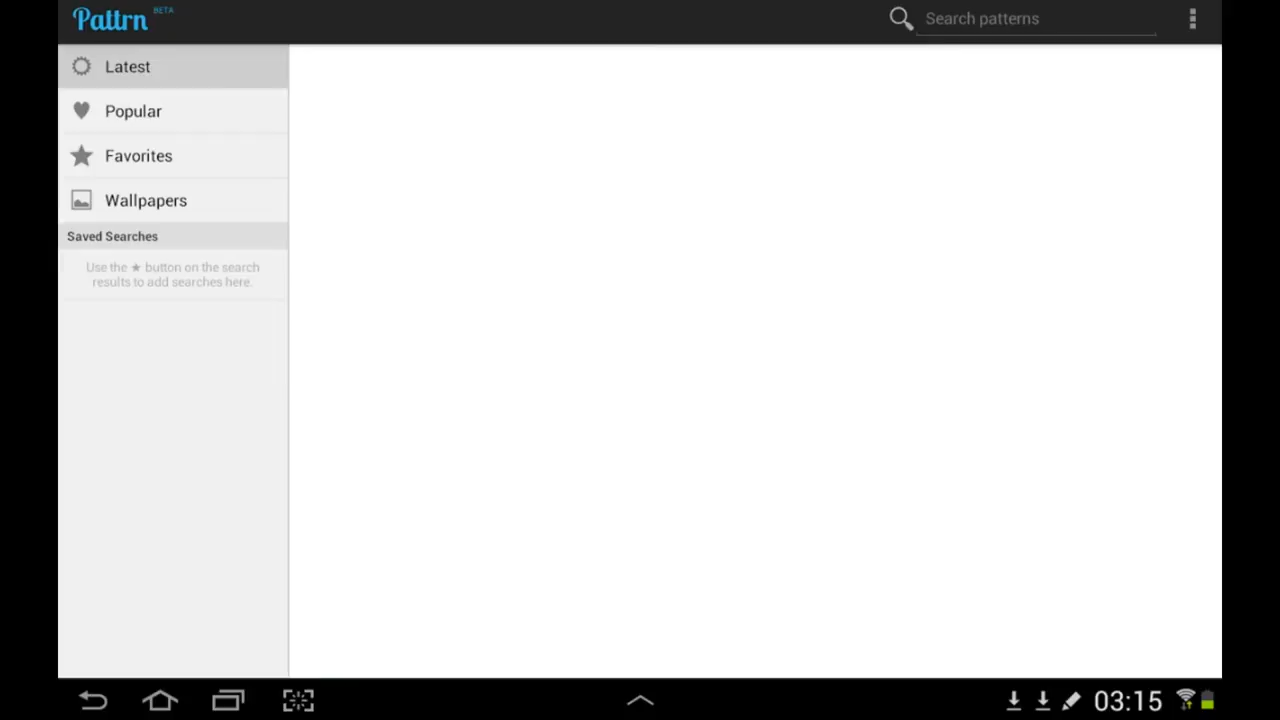 Pattrn BETA
Search patterns
Latest
Popular
Favorites
Wallpapers
Saved Searches
Use the ★ button on the search
results to add searches here.
03:15